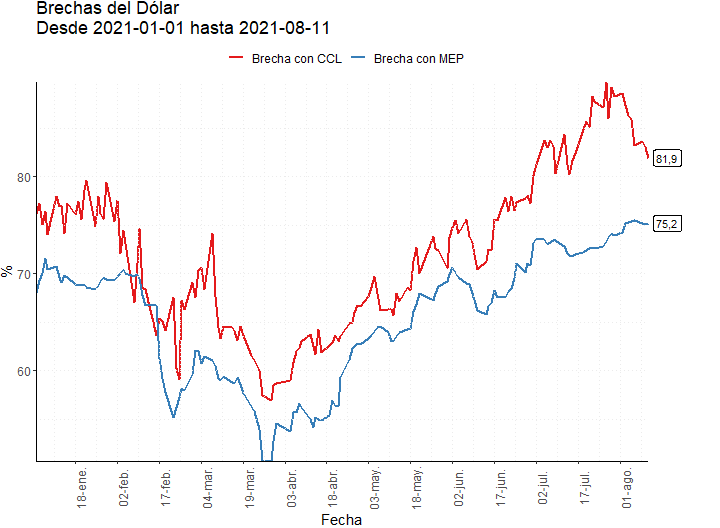 Brechas del Dólar
Desde 2021-01-01 hasta 2021-08-11
Brecha con CCL
Brecha con MEP
%
80
70
60
81,9
75,2
18-ene.
02-feb.
17-feb.
04-mar.
19-mar.
03-abr.
18-abr.
03-may.
18-may.
02-jun.
17-jun.
02-jul.
17-jul.
01-ago.
Fecha